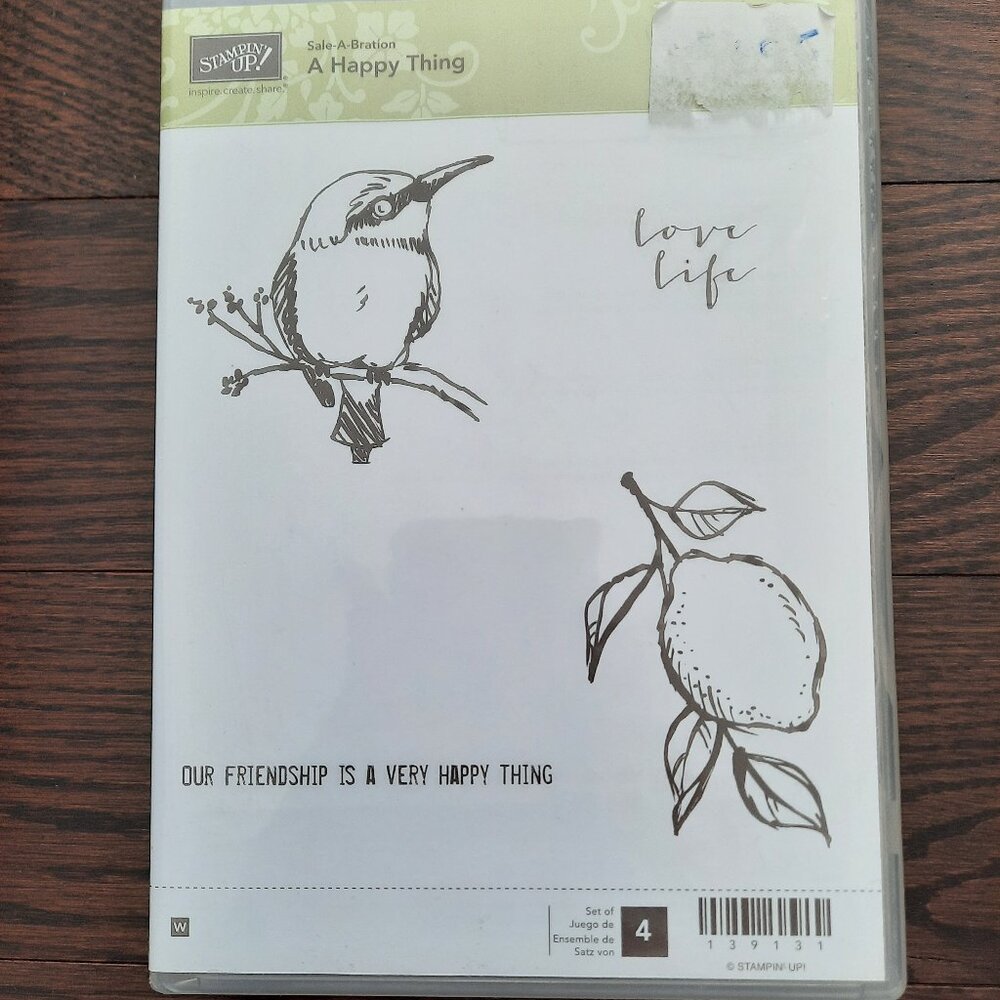 STAMPIN' UP!®
inspire.create.share.®
Sale-A-Bration
A Happy Thing
love
life
OUR FRIENDSHIP IS A VERY HAPPY THING
W
Set of
Juego de
Ensemble de
Satz von
4
139131
© STAMPIN' UP!